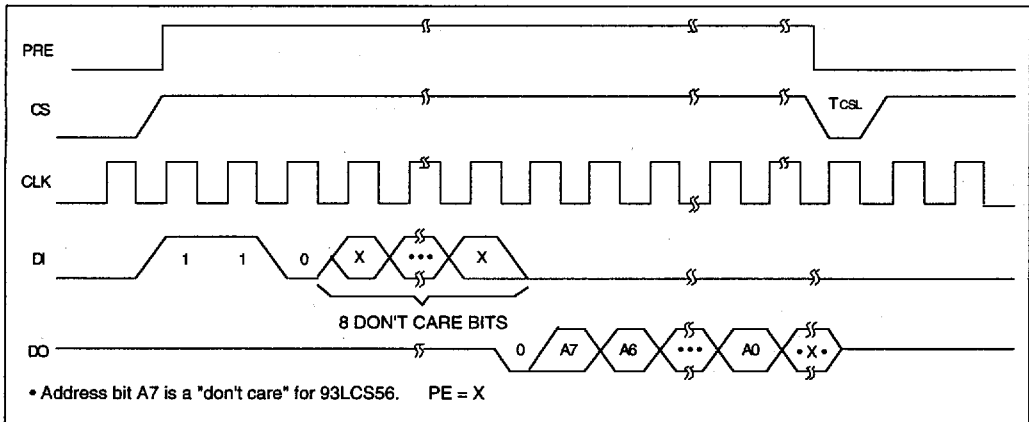 PRE
CS
TCSL
CLK
DI
1 1 0 X ••• X
8 DON'T CARE BITS
DO
0 A7 A6 ••• A0 •X•
• Address bit A7 is a "don't care" for 93LCS56. PE = X